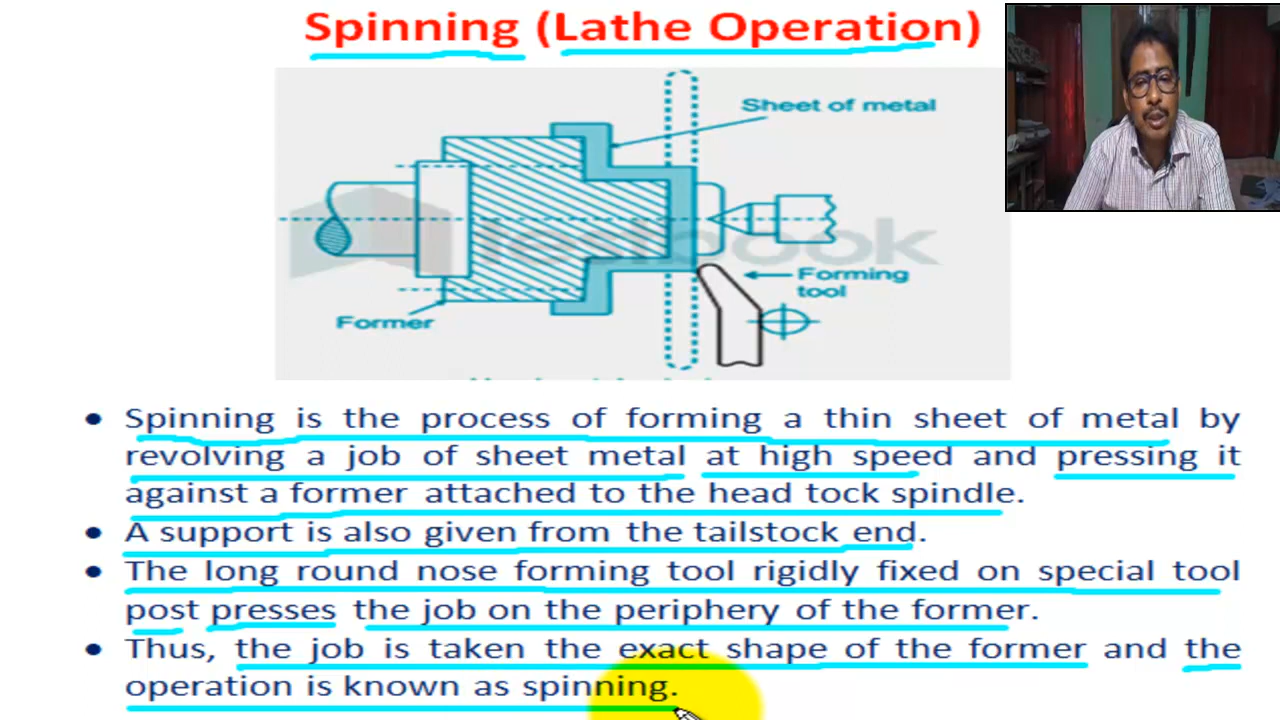 Spinning (Lathe Operation)
Sheet of metal
Forming
tool
Former
• Spinning is the process of forming a thin sheet of metal by
revolving a job of sheet metal at high speed and pressing it
against a former attached to the head tock spindle.
• A support is also given from the tailstock end.
• The long round nose forming tool rigidly fixed on special tool
post presses the job on the periphery of the former.
• Thus, the job is taken the exact shape of the former and the
operation is known as spinning.